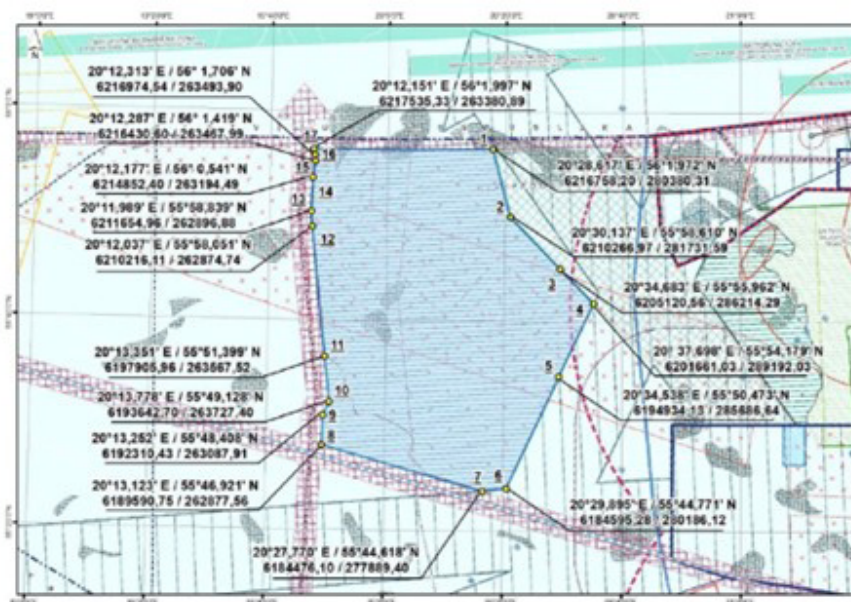 20°12,313' E / 56° 1,706' N
6216974,54 / 263493,90
20°12,151' E / 56°1,997' N
6217535,33 / 263380,89
20°12,287' E / 56° 1,419' N
6216430,60 / 263467,99
20°12,177' E / 56° 0,541' N
6214852,40 / 263194,49
20°11,989' E / 55°58,839' N
6211654,96 / 262896,88
20°12,037' E / 55°58,051' N
6210216,11 / 262874,74
17
16
15
14
13
12
1
20°28,617' E / 56°1,972' N
6216758,20 / 280380,31
2
20°30,137' E / 55°58,610' N
6210266,97 / 281731,59
3
20°34,683' E / 55°55,962' N
6205120,56 / 286214,29
4
20°13,351' E / 55°51,399' N
6197905,96 / 263567,52
11
20° 37,698' E / 55°54,179' N
6201661,03 / 289192,03
5
20°13,778' E / 55°49,128' N
6193642,70 / 263727,40
10
20°34,538' E / 55°50,473' N
6194934,13 / 285686,64
9
20°13,252' E / 55°48,408' N
6192310,43 / 263087,91
8
20°13,123' E / 55°46,921' N
6189590,75 / 262877,56
7
6
20°29,895' E / 55°44,771' N
6184595,28 / 280186,12
20°27,770' E / 55°44,618' N
6184476,10 / 277889,40